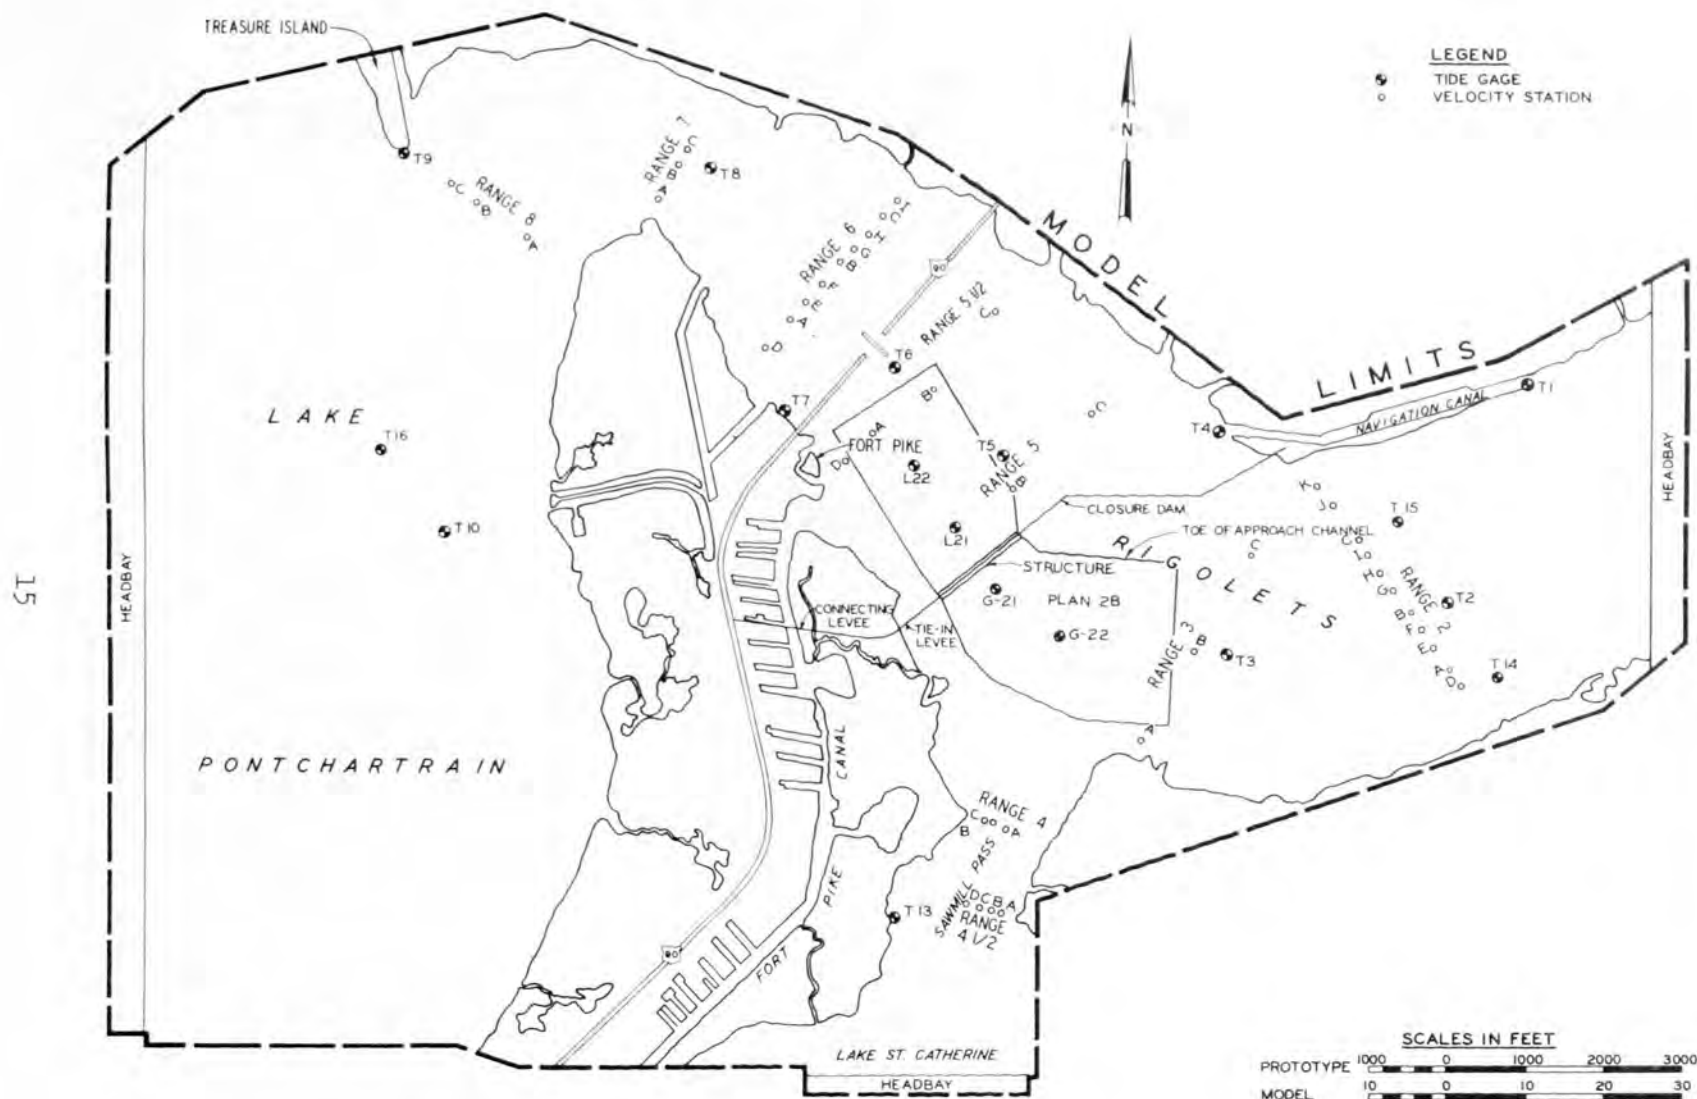 TREASURE ISLAND
LEGEND
TIDE GAGE
VELOCITY STATION
N
T9
C
B
A
RANGE 8
RANGE 7
A
B
C
T8
RANGE 6
D
A
E
F
B
G
H
C
I
90
MODEL LIMITS
RANGE 5 1/2
C
B
A
D
T6
T7
FORT PIKE
L22
L21
T5
RANGE 5
B
C
T4
T1
NAVIGATION CANAL
HEADBAY
LAKE
T16
T10
HEADBAY
PONTCHARTRAIN
CLOSURE DAM
TOE OF APPROACH CHANNEL
RIGOLETS
STRUCTURE
G-21
PLAN 2B
G-22
CONNECTING
LEVEE
TIE-IN
LEVEE
RANGE 3
C
B
A
T3
K
J
C
I
H
G
B
F
E
A
D
RANGE 2
T15
T2
T14
FORT PIKE CANAL
RANGE 4
C
B
A
SAWMILL PASS
DCBA
RANGE
4 1/2
T13
90
LAKE ST. CATHERINE
HEADBAY
SCALES IN FEET
PROTOTYPE 1000 0 1000 2000 3000
MODEL 10 0 10 20 30
15